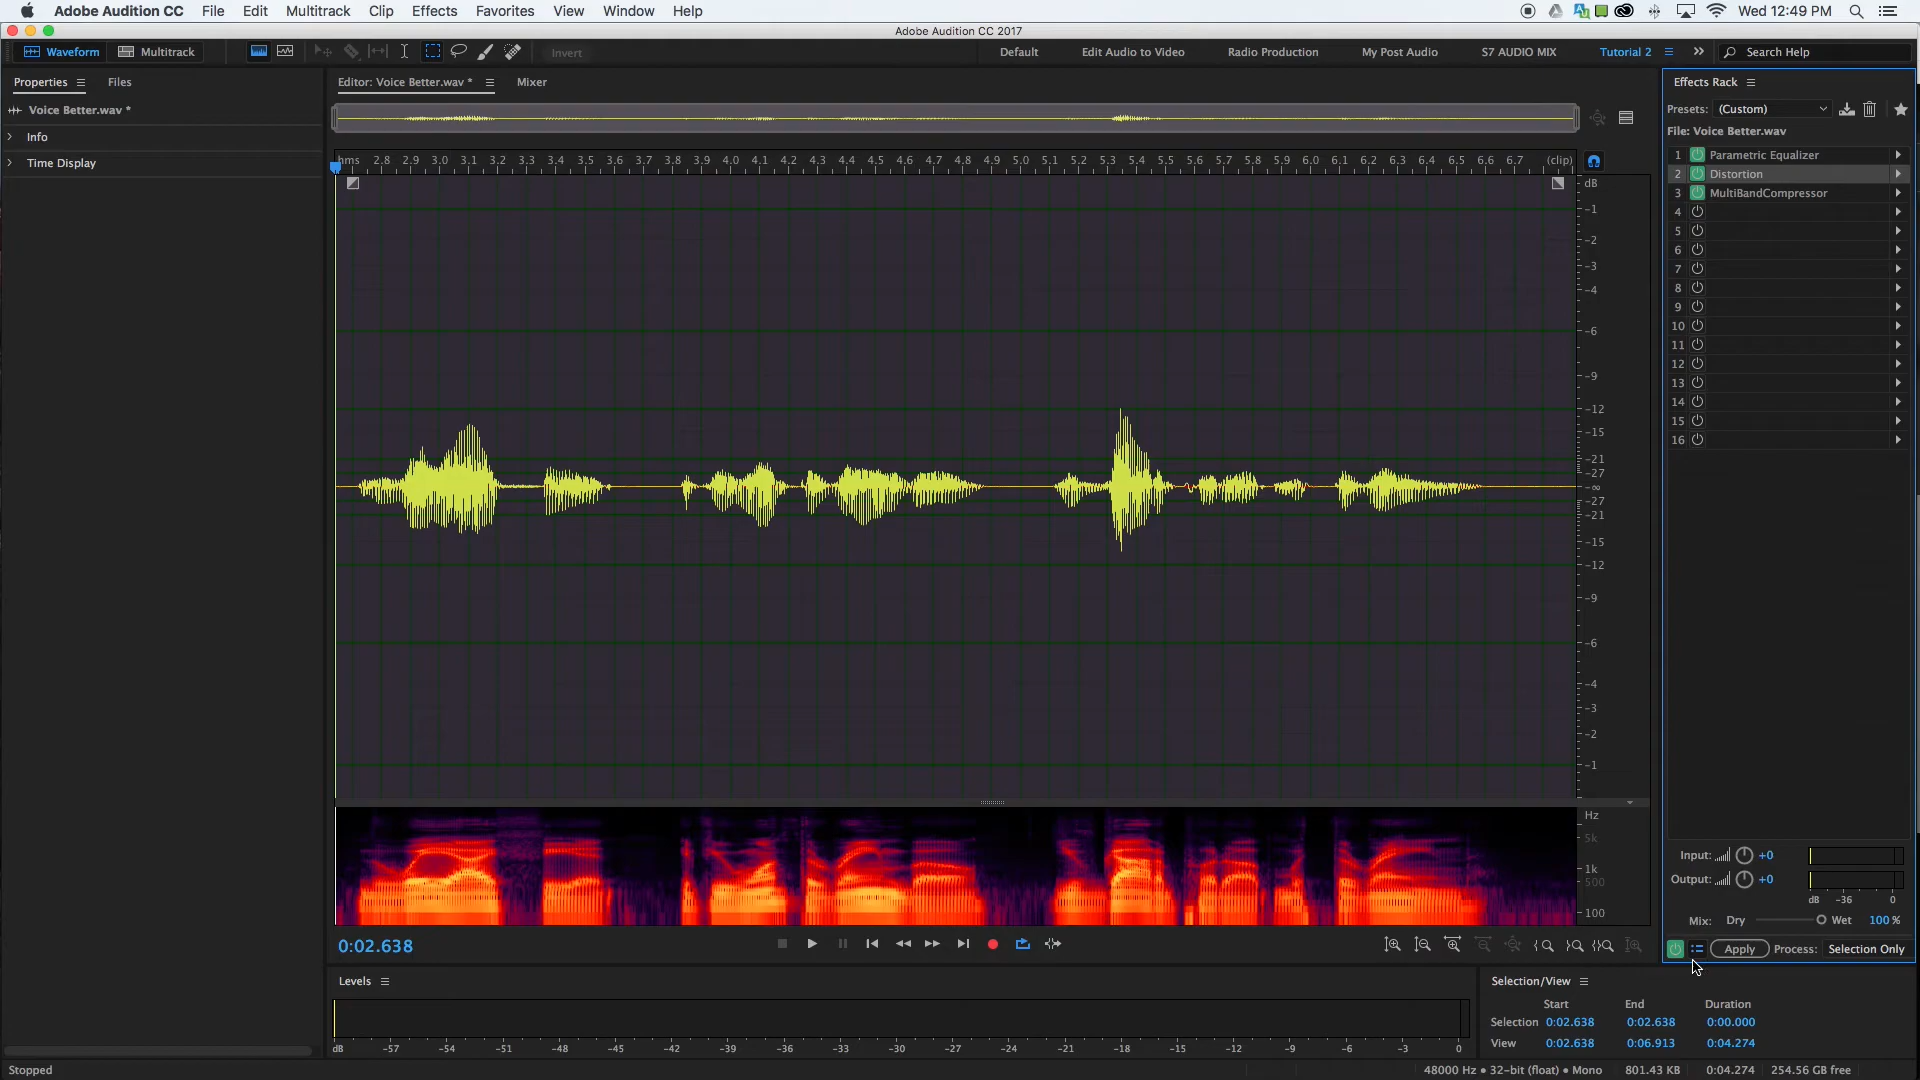 Adobe Audition CC File Edit Multitrack Clip Effects Favorites View Window Help Wed 12:49 PM
Adobe Audition CC 2017
Waveform Multitrack Invert Default Edit Audio to Video Radio Production My Post Audio S7 AUDIO MIX Tutorial 2 Search Help
Properties Files
Voice Better.wav *
Info
Time Display
Editor: Voice Better.wav * Mixer
hms 2.8 2.9 3.0 3.1 3.2 3.3 3.4 3.5 3.6 3.7 3.8 3.9 4.0 4.1 4.2 4.3 4.4 4.5 4.6 4.7 4.8 4.9 5.0 5.1 5.2 5.3 5.4 5.5 5.6 5.7 5.8 5.9 6.0 6.1 6.2 6.3 6.4 6.5 6.6 6.7 (clip)
dB
-1
-2
-3
-4
-6
-9
-12
-15
-21
-27
-∞
-27
-21
-15
-12
-9
-6
-4
-3
-2
-1
Hz
5k
1k
500
100
0:02.638
Effects Rack
Presets: (Custom)
File: Voice Better.wav
1 Parametric Equalizer
2 Distortion
3 MultiBandCompressor
4
5
6
7
8
9
10
11
12
13
14
15
16
Input: +0
Output: +0
dB -36 0
Mix: Dry Wet 100 %
Apply Process: Selection Only
Levels
dB -57 -54 -51 -48 -45 -42 -39 -36 -33 -30 -27 -24 -21 -18 -15 -12 -9 -6 -3 0
Selection/View
Start End Duration
Selection 0:02.638 0:02.638 0:00.000
View 0:02.638 0:06.913 0:04.274
Stopped 48000 Hz • 32-bit (float) • Mono 801.43 KB 0:04.274 254.56 GB free